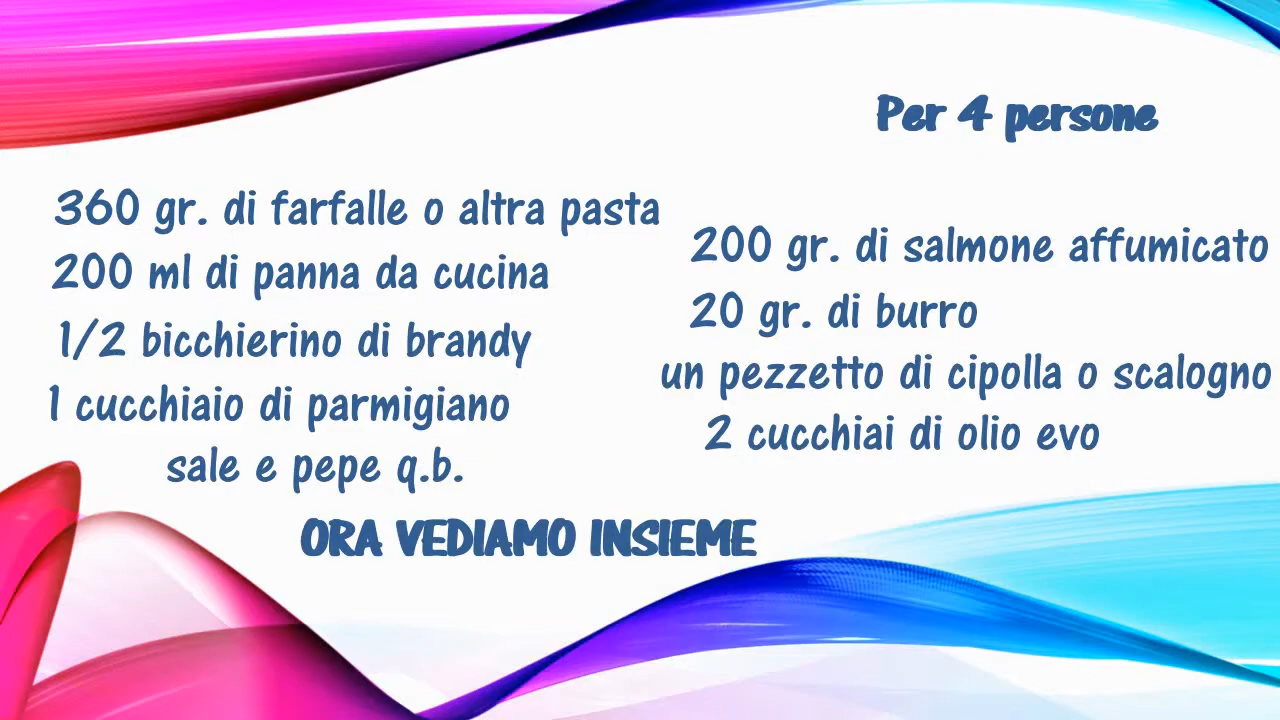 Per 4 persone
360 gr. di farfalle o altra pasta
200 ml di panna da cucina
1/2 bicchierino di brandy
1 cucchiaio di parmigiano
sale e pepe q.b.
200 gr. di salmone affumicato
20 gr. di burro
un pezzetto di cipolla o scalogno
2 cucchiai di olio evo
ORA VEDIAMO INSIEME